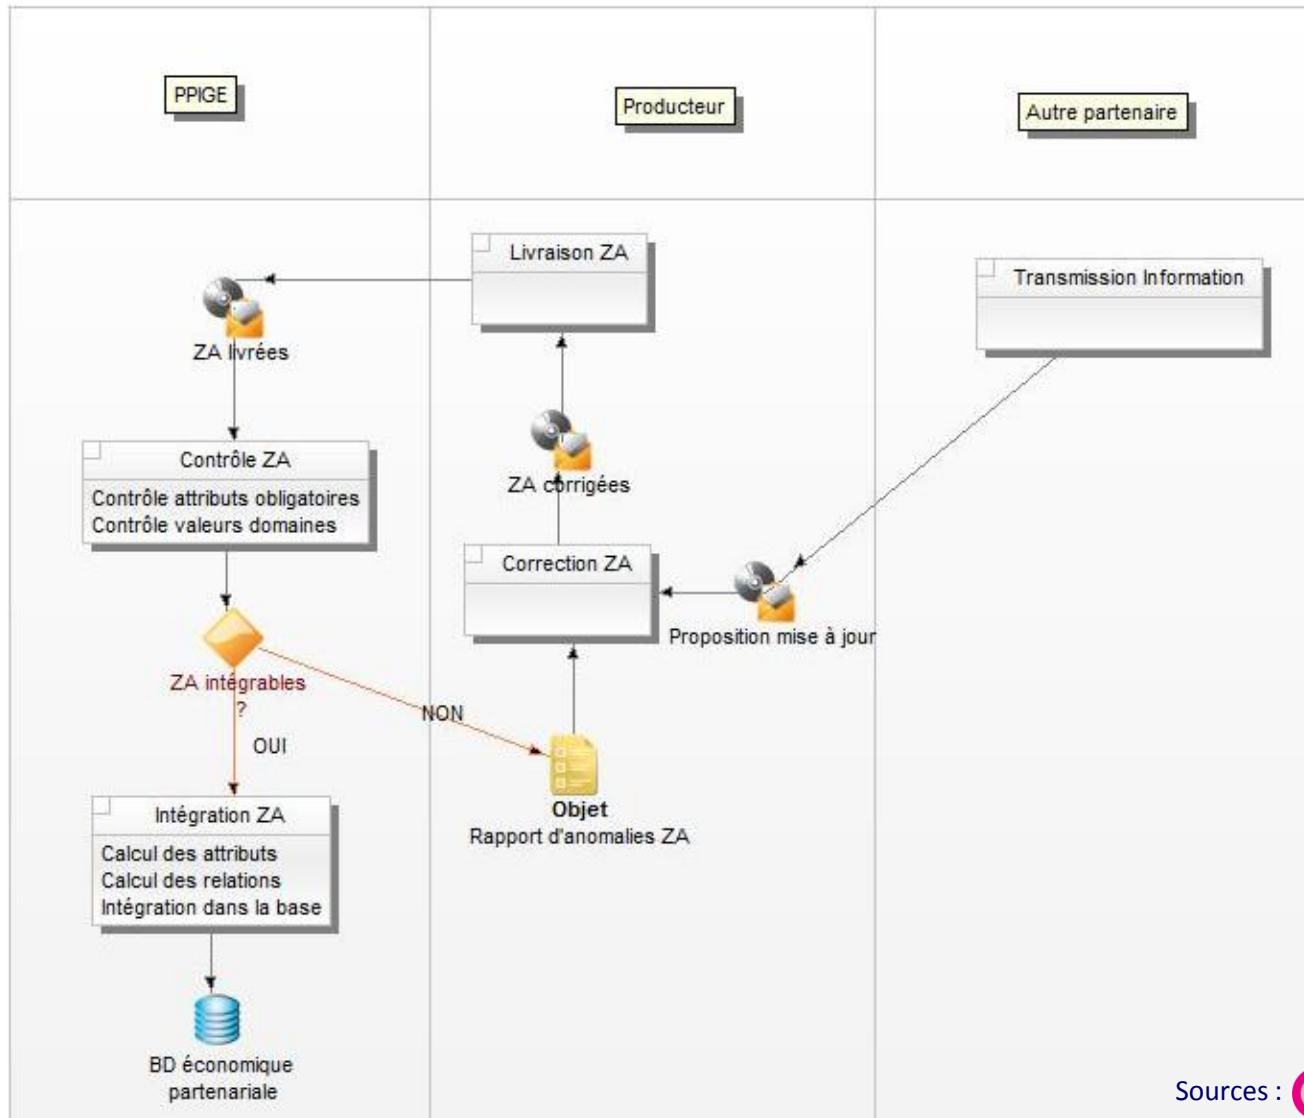 PPIGE
Producteur
Autre partenaire
Livraison ZA
Transmission Information
ZA livrées
Contrôle ZA
Contrôle attributs obligatoires
Contrôle valeurs domaines
ZA corrigées
Correction ZA
Proposition mise à jour
ZA intégrables
?
NON
OUI
Objet
Rapport d'anomalies ZA
Intégration ZA
Calcul des attributs
Calcul des relations
Intégration dans la base
BD économique
partenariale
Sources :